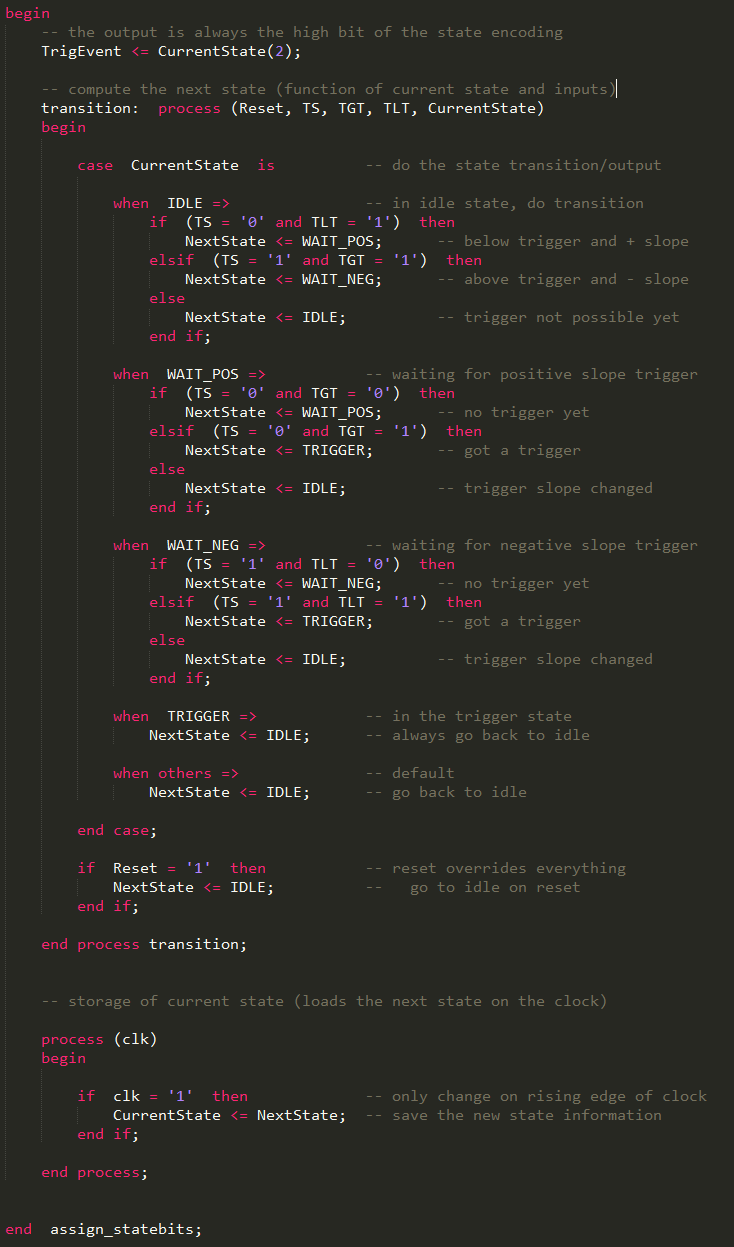 begin
    -- the output is always the high bit of the state encoding
    TrigEvent <= CurrentState(2);

    -- compute the next state (function of current state and inputs)
    transition:  process (Reset, TS, TGT, TLT, CurrentState)
    begin

        case  CurrentState  is          -- do the state transition/output

            when  IDLE =>               -- in idle state, do transition
                if  (TS = '0' and TLT = '1')  then
                    NextState <= WAIT_POS;      -- below trigger and + slope
                elsif  (TS = '1' and TGT = '1')  then
                    NextState <= WAIT_NEG;      -- above trigger and - slope
                else
                    NextState <= IDLE;          -- trigger not possible yet
                end if;

            when  WAIT_POS =>           -- waiting for positive slope trigger
                if  (TS = '0' and TGT = '0')  then
                    NextState <= WAIT_POS;      -- no trigger yet
                elsif  (TS = '0' and TGT = '1')  then
                    NextState <= TRIGGER;       -- got a trigger
                else
                    NextState <= IDLE;          -- trigger slope changed
                end if;

            when  WAIT_NEG =>           -- waiting for negative slope trigger
                if  (TS = '1' and TLT = '0')  then
                    NextState <= WAIT_NEG;      -- no trigger yet
                elsif  (TS = '1' and TLT = '1')  then
                    NextState <= TRIGGER;       -- got a trigger
                else
                    NextState <= IDLE;          -- trigger slope changed
                end if;

            when  TRIGGER =>            -- in the trigger state
                NextState <= IDLE;      -- always go back to idle

            when others =>              -- default
                NextState <= IDLE;      -- go back to idle

        end case;

        if  Reset = '1'  then           -- reset overrides everything
            NextState <= IDLE;          --   go to idle on reset
        end if;

    end process transition;


    -- storage of current state (loads the next state on the clock)

    process (clk)
    begin

        if  clk = '1'  then             -- only change on rising edge of clock
            CurrentState <= NextState;  -- save the new state information
        end if;

    end process;


end  assign_statebits;